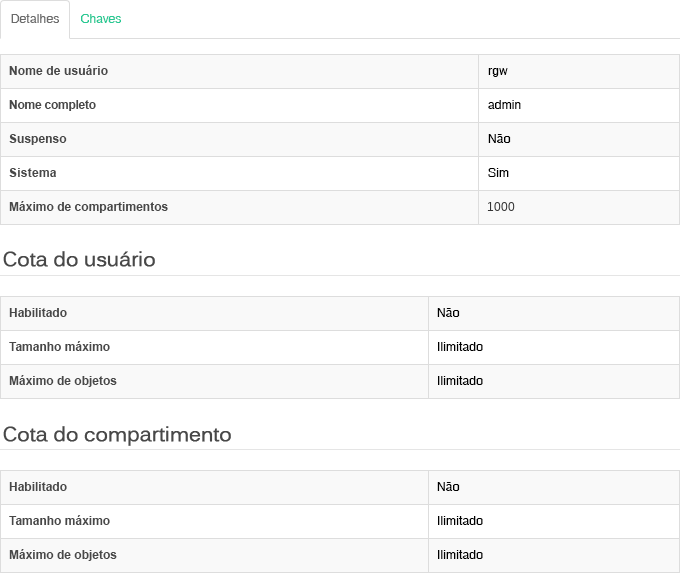 Detalhes Chaves
Nome de usuário rgw
Nome completo admin
Suspenso Não
Sistema Sim
Máximo de compartimentos 1000
Cota do usuário
Habilitado Não
Tamanho máximo Ilimitado
Máximo de objetos Ilimitado
Cota do compartimento
Habilitado Não
Tamanho máximo Ilimitado
Máximo de objetos Ilimitado